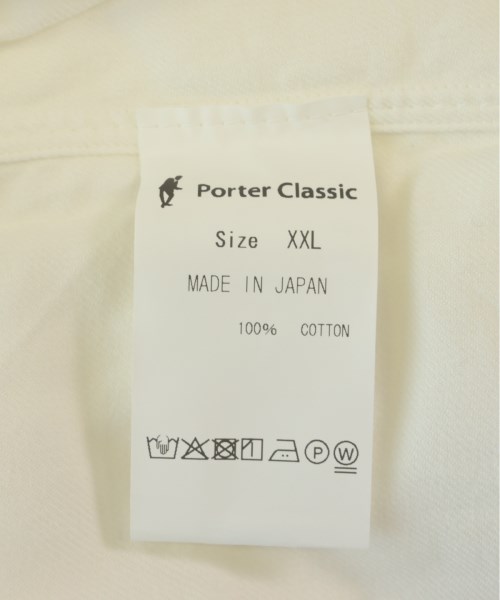 Porter Classic
Size XXL
MADE IN JAPAN
100% COTTON
P W